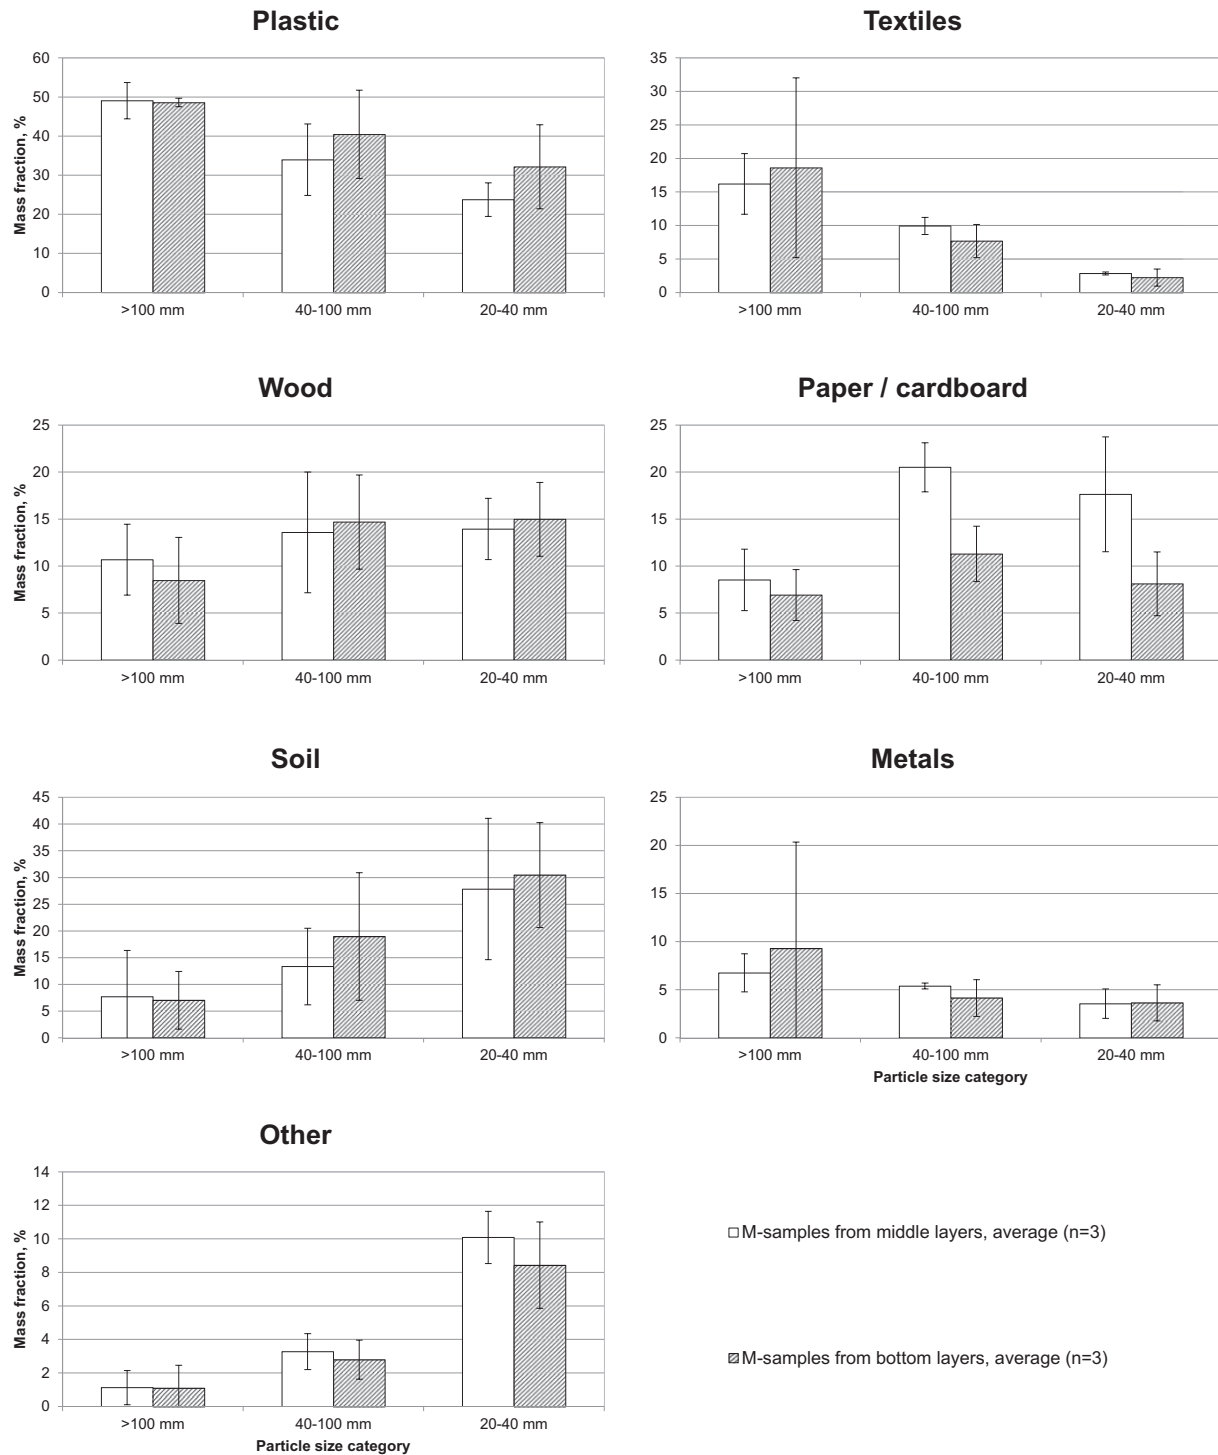 Plastic
60
50
40
30
20
10
0
Mass fraction, %
>100 mm 40-100 mm 20-40 mm
Textiles
35
30
25
20
15
10
5
0
>100 mm 40-100 mm 20-40 mm
Wood
25
20
15
10
5
0
Mass fraction, %
>100 mm 40-100 mm 20-40 mm
Paper / cardboard
25
20
15
10
5
0
>100 mm 40-100 mm 20-40 mm
Soil
45
40
35
30
25
20
15
10
5
0
Mass fraction, %
>100 mm 40-100 mm 20-40 mm
Metals
25
20
15
10
5
0
>100 mm 40-100 mm 20-40 mm
Particle size category
Other
14
12
10
8
6
4
2
0
Mass fraction, %
>100 mm 40-100 mm 20-40 mm
Particle size category
M-samples from middle layers, average (n=3)
M-samples from bottom layers, average (n=3)